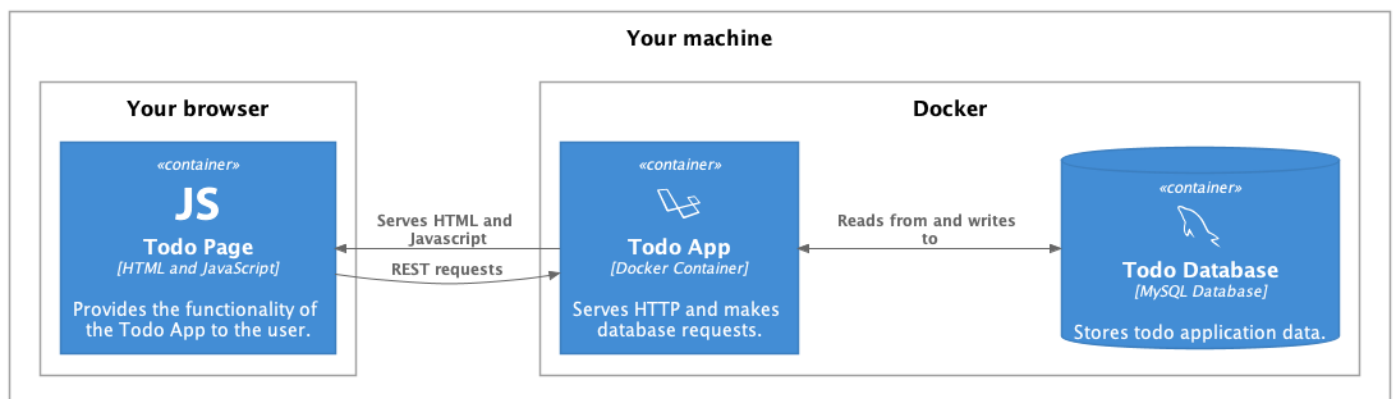 Your machine
Your browser
«container»
JS
Todo Page
[HTML and JavaScript]
Provides the functionality of
the Todo App to the user.
Serves HTML and
Javascript
REST requests
Docker
«container»
Todo App
[Docker Container]
Serves HTTP and makes
database requests.
Reads from and writes
to
«container»
Todo Database
[MySQL Database]
Stores todo application data.